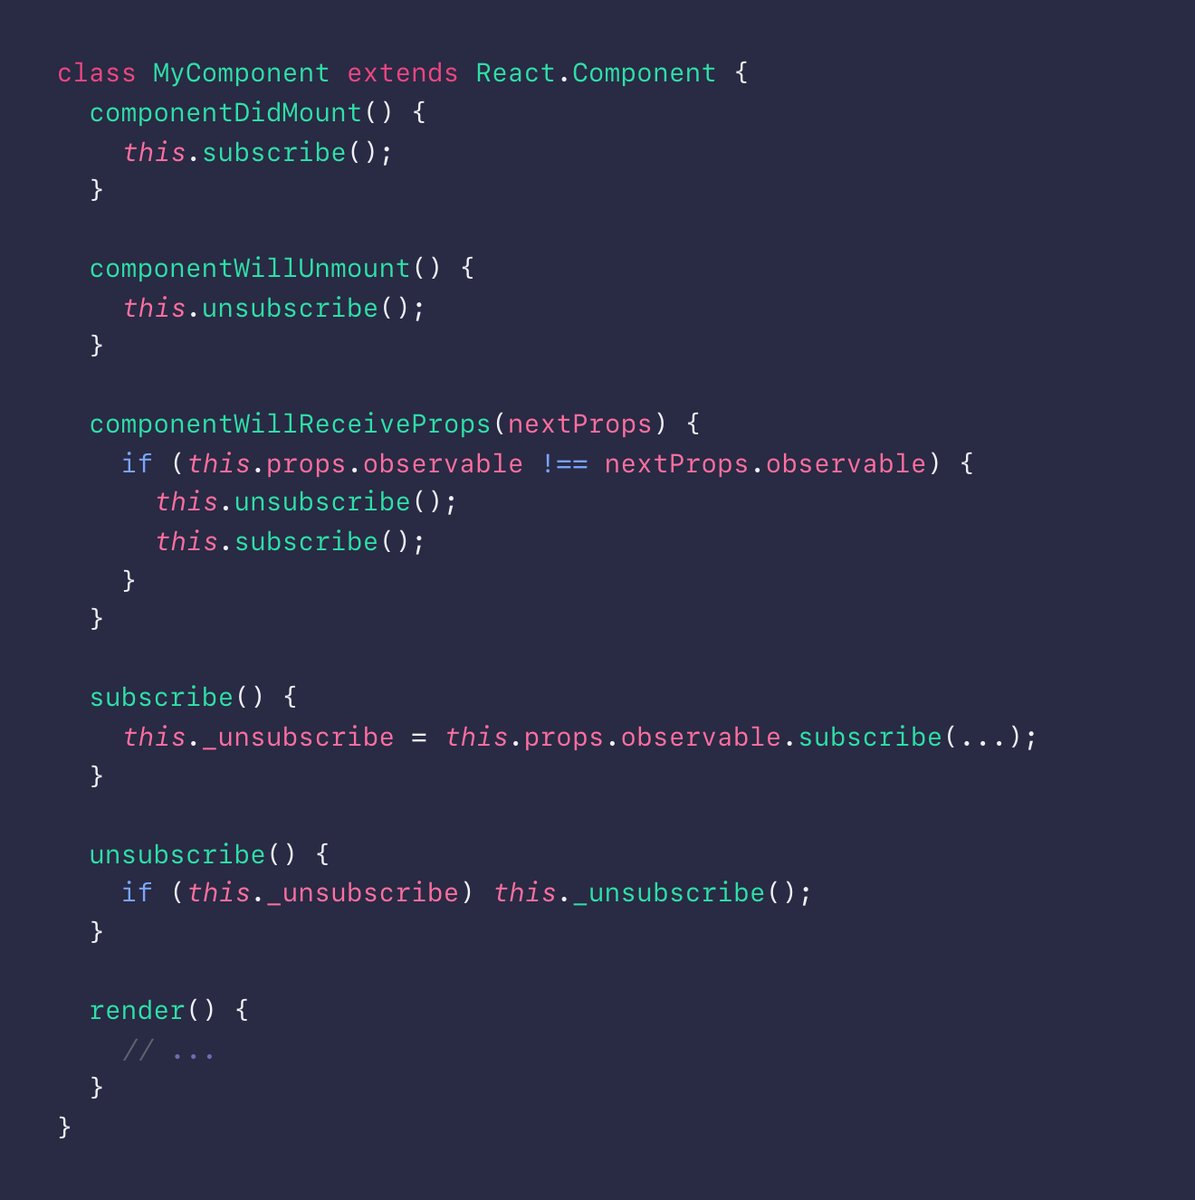 class MyComponent extends React.Component {
  componentDidMount() {
    this.subscribe();
  }

  componentWillUnmount() {
    this.unsubscribe();
  }

  componentWillReceiveProps(nextProps) {
    if (this.props.observable !== nextProps.observable) {
      this.unsubscribe();
      this.subscribe();
    }
  }

  subscribe() {
    this._unsubscribe = this.props.observable.subscribe(...);
  }

  unsubscribe() {
    if (this._unsubscribe) this._unsubscribe();
  }

  render() {
    // ...
  }
}